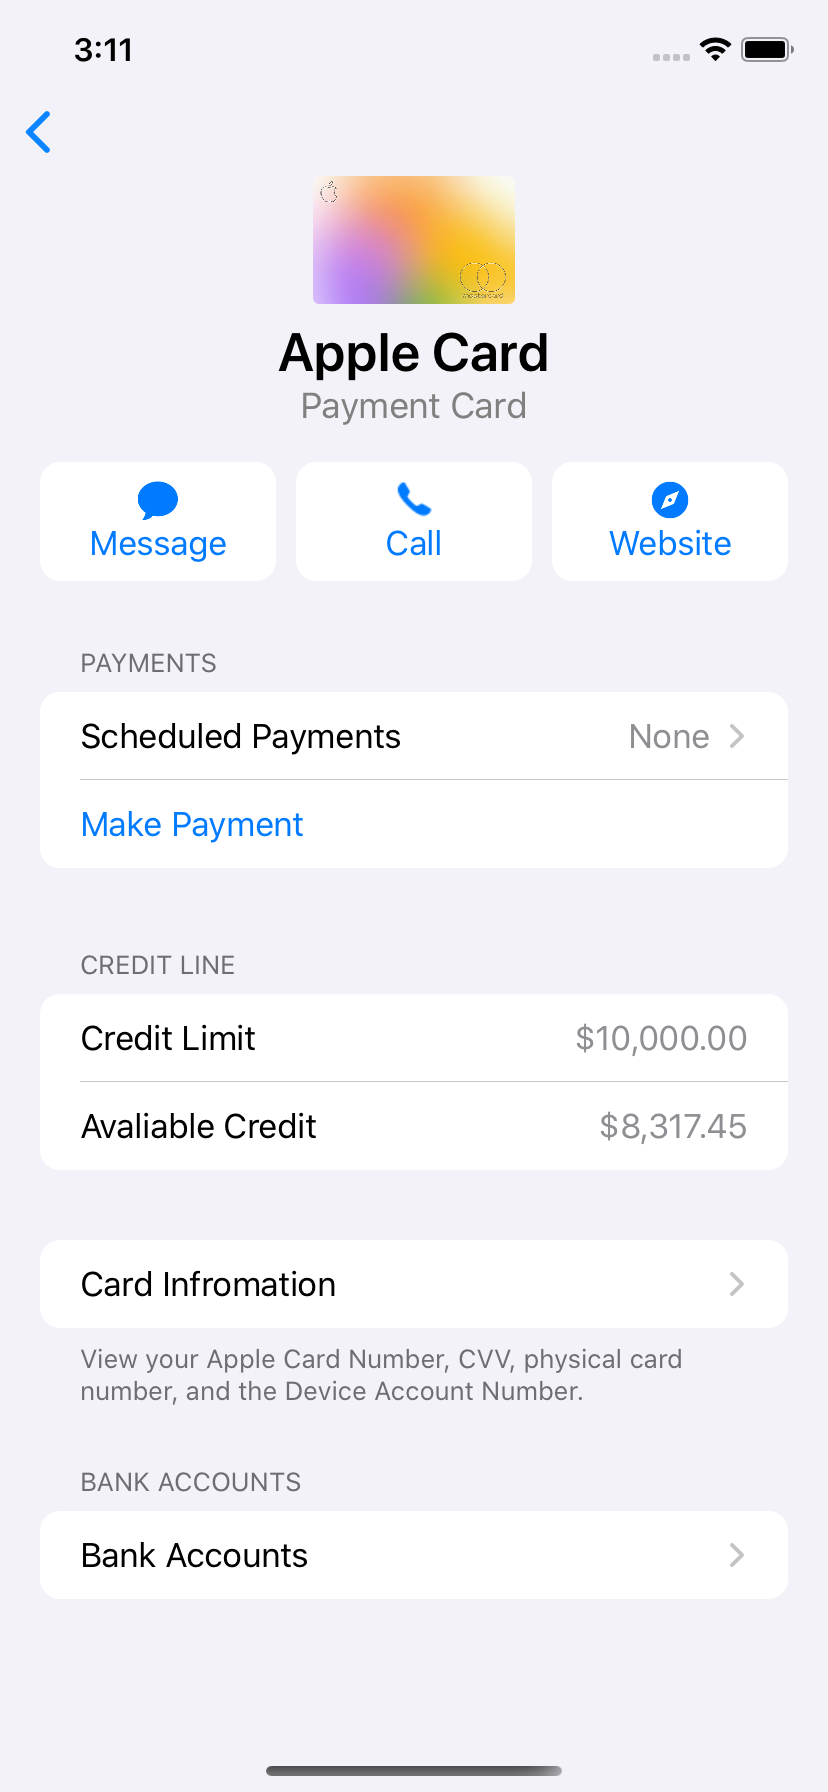 3:11
mastercard
Apple Card
Payment Card
Message
Call
Website
PAYMENTS
Scheduled Payments None
Make Payment
CREDIT LINE
Credit Limit $10,000.00
Avaliable Credit $8,317.45
Card Infromation
View your Apple Card Number, CVV, physical card
number, and the Device Account Number.
BANK ACCOUNTS
Bank Accounts